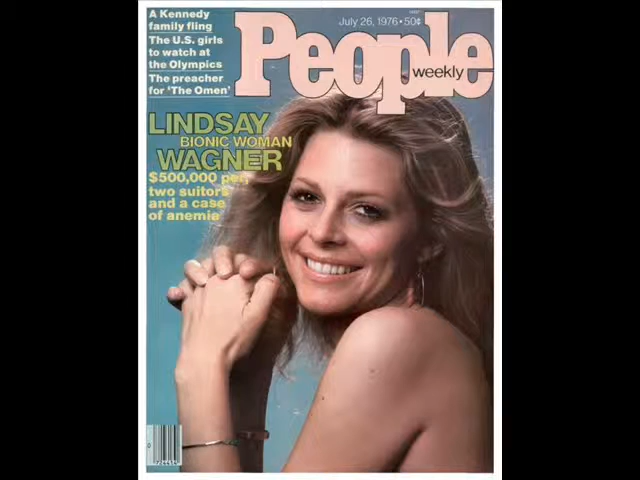 A Kennedy
family fling
The U.S. girls
to watch at
the Olympics
The preacher
for 'The Omen'
July 26, 1976 • 50¢
People
weekly
LINDSAY
BIONIC WOMAN
WAGNER
$500,000 per,
two suitors
and a case
of anemia